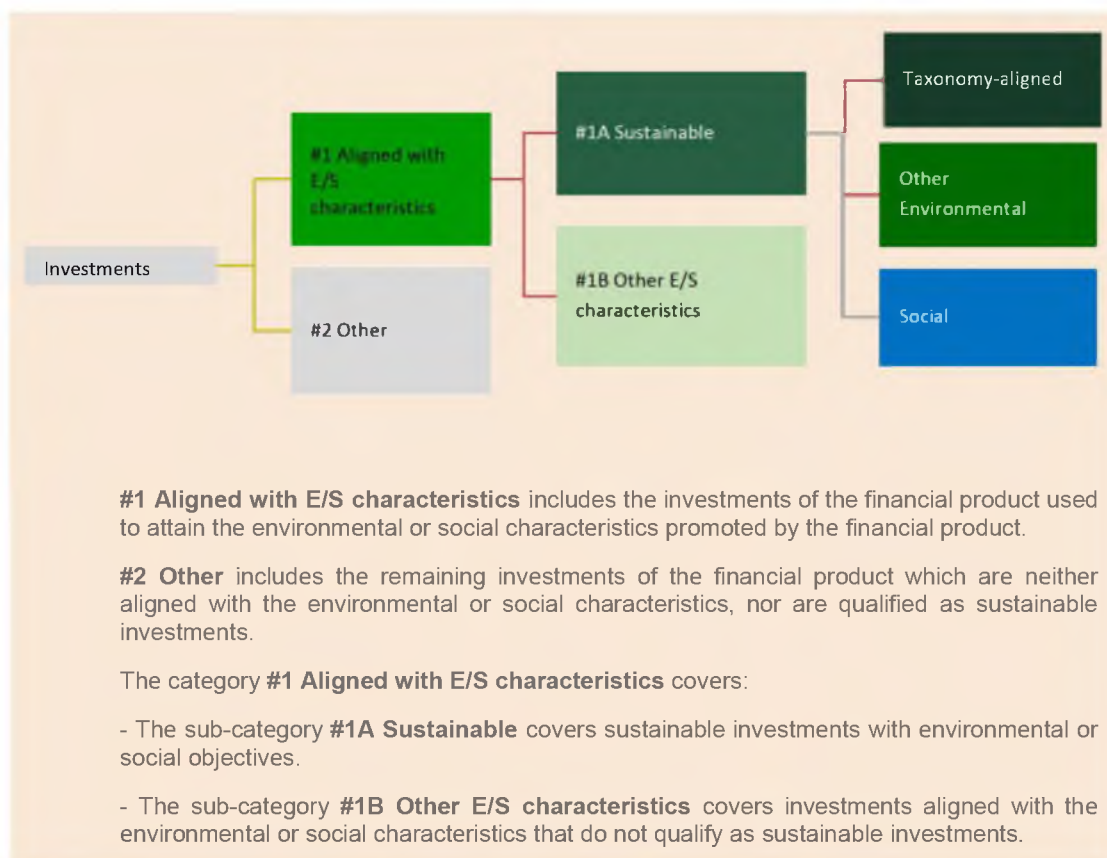 Investments
#1 Aligned with
E/S
characteristics
#2 Other
#1A Sustainable
#1B Other E/S
characteristics
Taxonomy-aligned
Other
Environmental
Social
#1 Aligned with E/S characteristics includes the investments of the financial product used
to attain the environmental or social characteristics promoted by the financial product.
#2 Other includes the remaining investments of the financial product which are neither
aligned with the environmental or social characteristics, nor are qualified as sustainable
investments.
The category #1 Aligned with E/S characteristics covers:
- The sub-category #1A Sustainable covers sustainable investments with environmental or
social objectives.
- The sub-category #1B Other E/S characteristics covers investments aligned with the
environmental or social characteristics that do not qualify as sustainable investments.